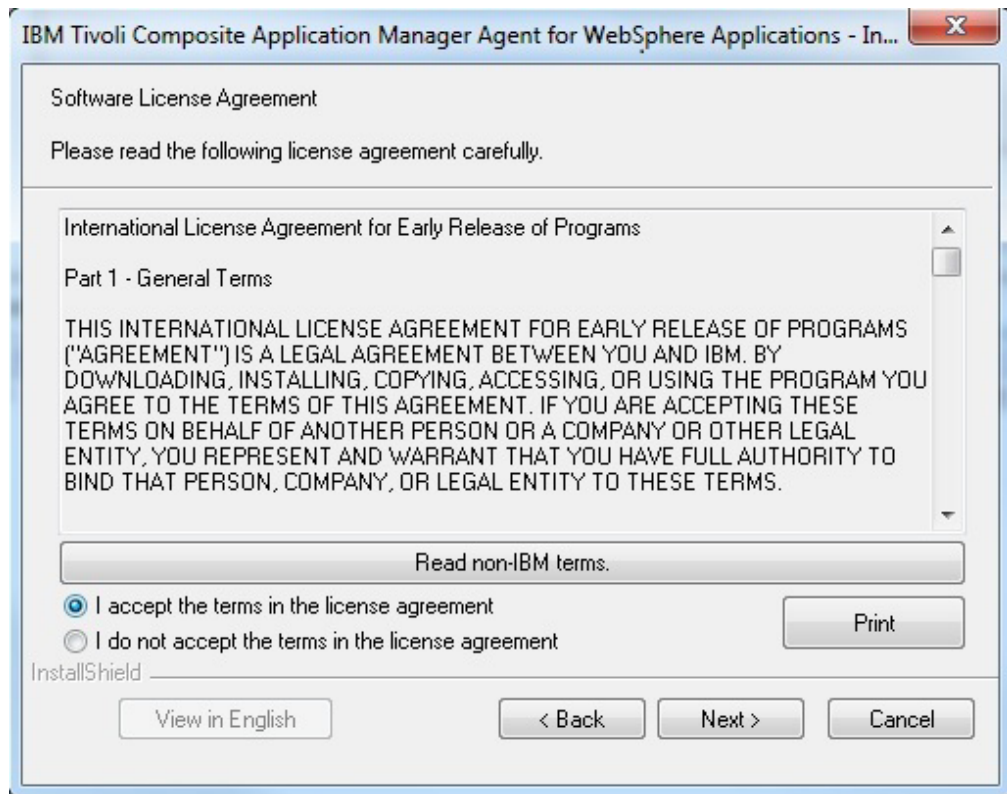 IBM Tivoli Composite Application Manager Agent for WebSphere Applications - In...
Software License Agreement
Please read the following license agreement carefully.
International License Agreement for Early Release of Programs
Part 1 - General Terms
THIS INTERNATIONAL LICENSE AGREEMENT FOR EARLY RELEASE OF PROGRAMS
("AGREEMENT") IS A LEGAL AGREEMENT BETWEEN YOU AND IBM. BY
DOWNLOADING, INSTALLING, COPYING, ACCESSING, OR USING THE PROGRAM YOU
AGREE TO THE TERMS OF THIS AGREEMENT. IF YOU ARE ACCEPTING THESE
TERMS ON BEHALF OF ANOTHER PERSON OR A COMPANY OR OTHER LEGAL
ENTITY, YOU REPRESENT AND WARRANT THAT YOU HAVE FULL AUTHORITY TO
BIND THAT PERSON, COMPANY, OR LEGAL ENTITY TO THESE TERMS.
Read non-IBM terms.
I accept the terms in the license agreement
I do not accept the terms in the license agreement
Print
InstallShield
View in English
< Back
Next >
Cancel